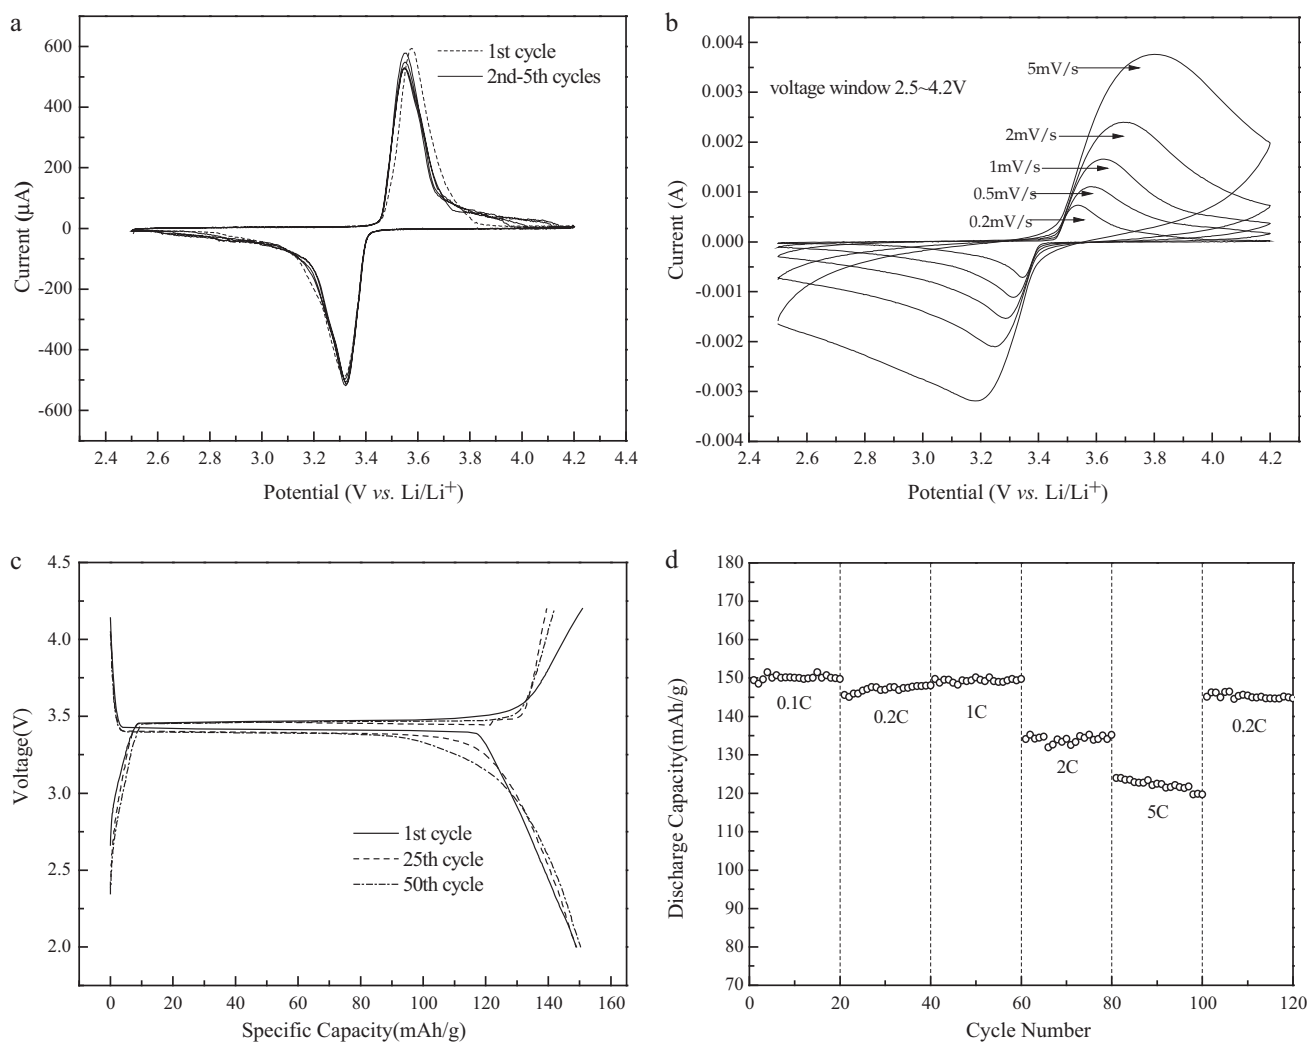 a
600
400
200
0
-200
-400
-600
Current (μA)
1st cycle
2nd-5th cycles
2.4 2.6 2.8 3.0 3.2 3.4 3.6 3.8 4.0 4.2 4.4
Potential (V vs. Li/Li+)
b
0.004
0.003
0.002
0.001
0.000
-0.001
-0.002
-0.003
-0.004
Current (A)
voltage window 2.5~4.2V
5mV/s
2mV/s
1mV/s
0.5mV/s
0.2mV/s
2.4 2.6 2.8 3.0 3.2 3.4 3.6 3.8 4.0 4.2
Potential (V vs. Li/Li+)
c
4.5
4.0
3.5
3.0
2.5
2.0
Voltage(V)
1st cycle
25th cycle
50th cycle
0 20 40 60 80 100 120 140 160
Specific Capacity(mAh/g)
d
180
170
160
150
140
130
120
110
100
90
80
70
Discharge Capacity(mAh/g)
0.1C
0.2C
1C
2C
5C
0.2C
0 20 40 60 80 100 120
Cycle Number